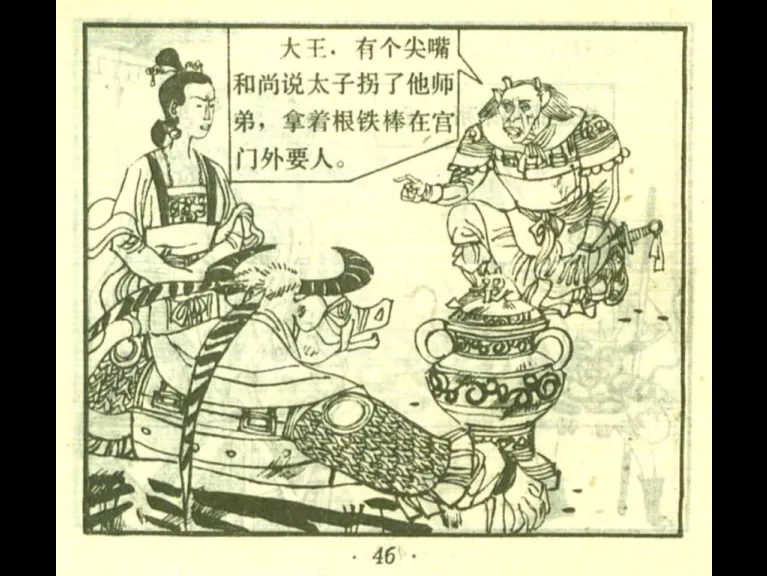 大王，有个尖嘴
和尚说太子拐了他师
弟，拿着根铁棒在宫
门外要人。
· 46 ·